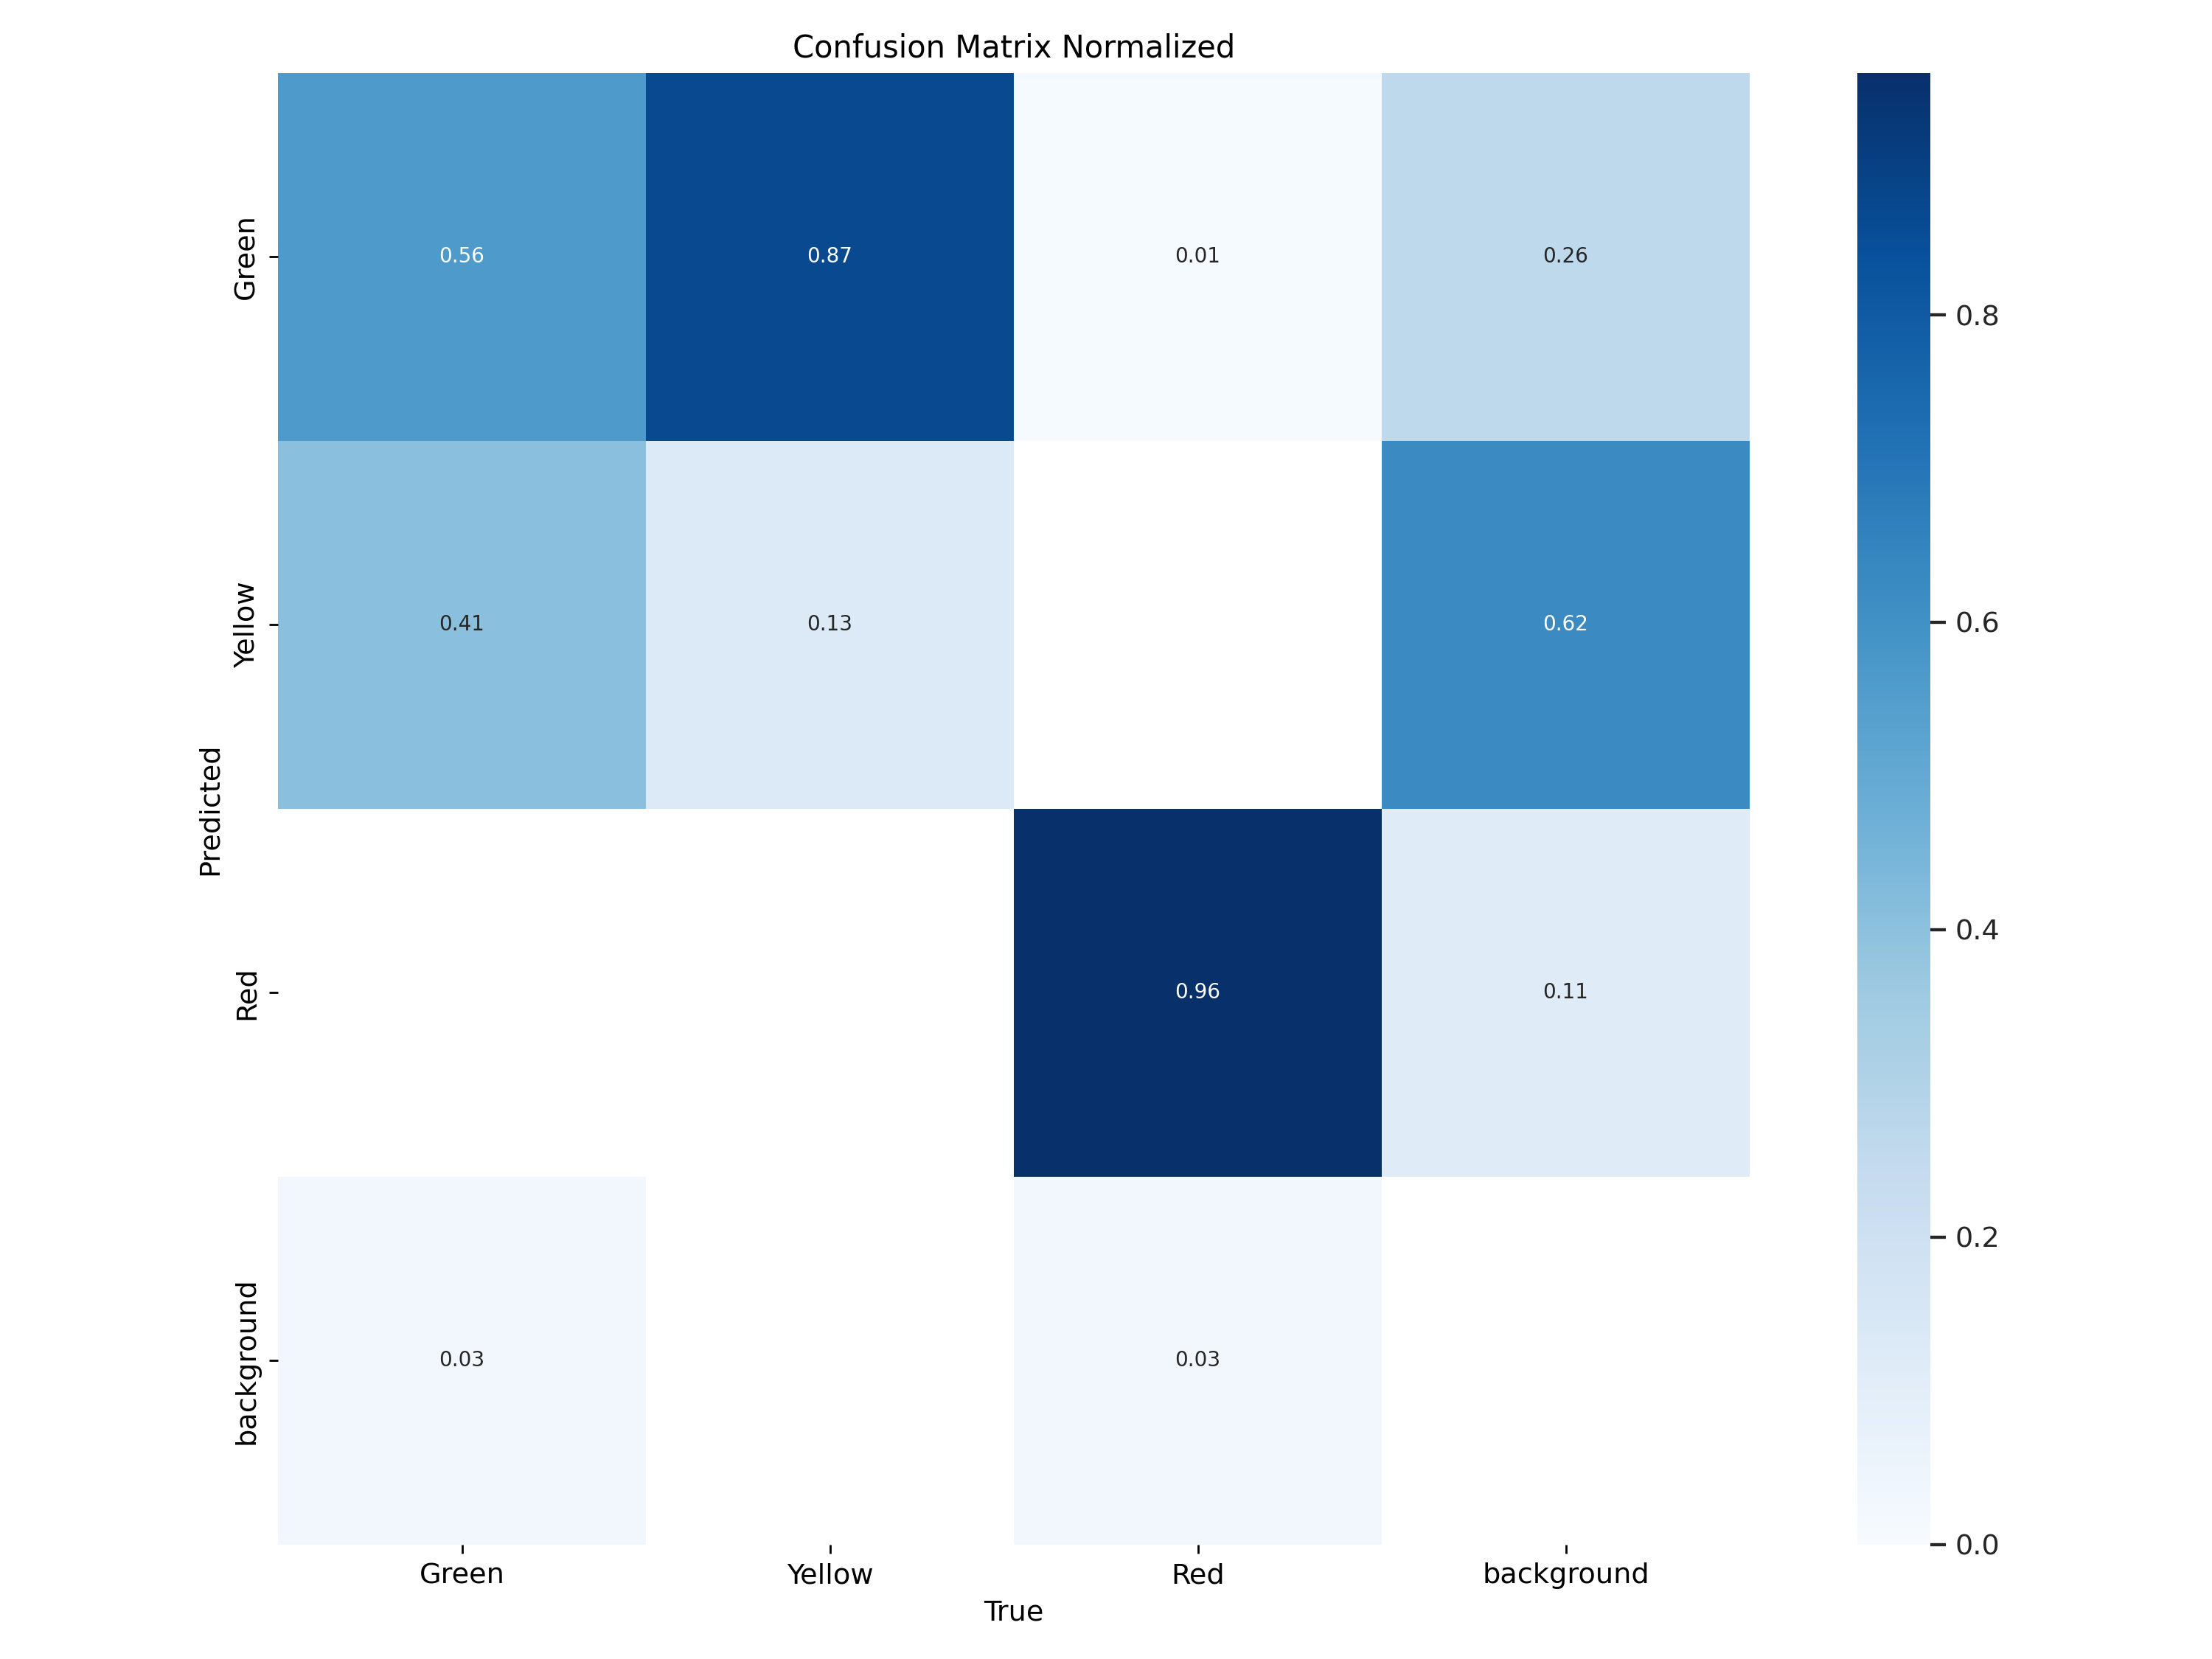 Confusion Matrix Normalized
Green
0.56 0.87 0.01 0.26
Yellow
0.41 0.13 0.62
Predicted
Red
0.96 0.11
background
0.03 0.03
Green Yellow Red background
True
0.8
0.6
0.4
0.2
0.0